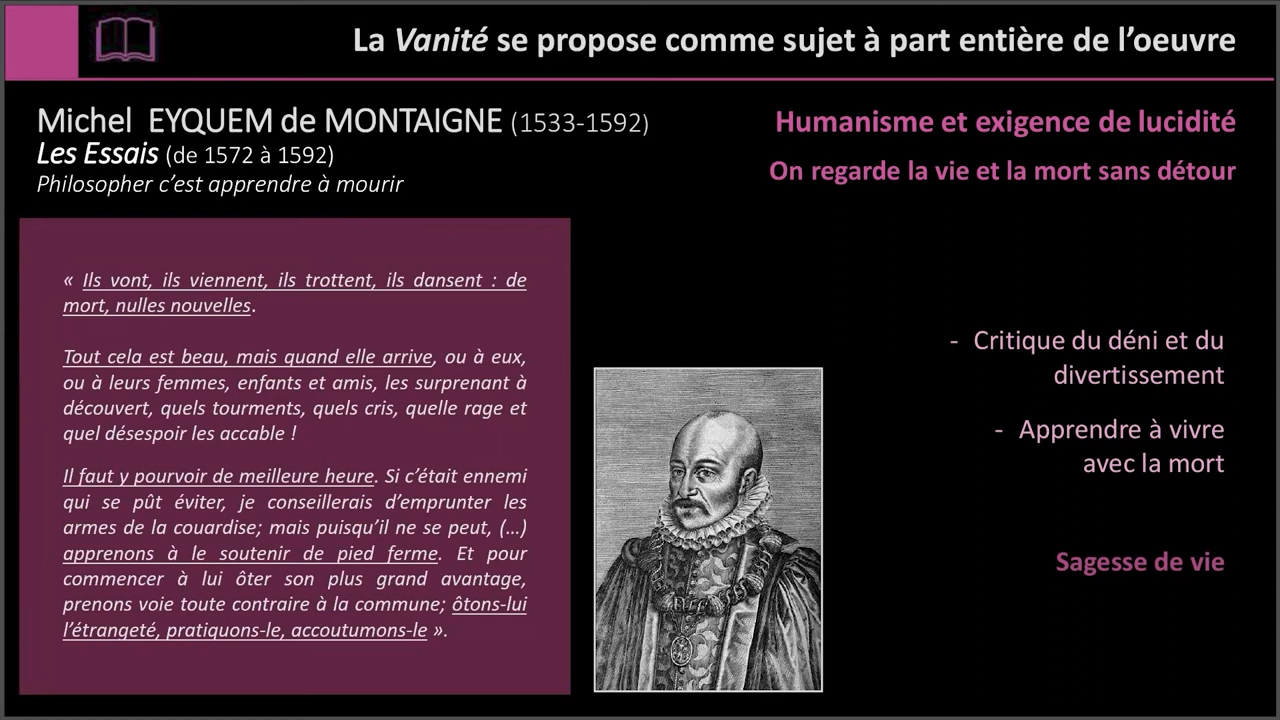 La Vanité se propose comme sujet à part entière de l'oeuvre
Michel EYQUEM de MONTAIGNE (1533-1592)
Les Essais (de 1572 à 1592)
Philosopher c'est apprendre à mourir
Humanisme et exigence de lucidité
On regarde la vie et la mort sans détour
« Ils vont, ils viennent, ils trottent, ils dansent : de
mort, nulles nouvelles.
Tout cela est beau, mais quand elle arrive, ou à eux,
ou à leurs femmes, enfants et amis, les surprenant à
découvert, quels tourments, quels cris, quelle rage et
quel désespoir les accable !
Il faut y pourvoir de meilleure heure. Si c'était ennemi
qui se pût éviter, je conseillerais d'emprunter les
armes de la couardise; mais puisqu'il ne se peut, (...)
apprenons à le soutenir de pied ferme. Et pour
commencer à lui ôter son plus grand avantage,
prenons voie toute contraire à la commune; ôtons-lui
l'étrangeté, pratiquons-le, accoutumons-le ».
- Critique du déni et du
divertissement
- Apprendre à vivre
avec la mort
Sagesse de vie